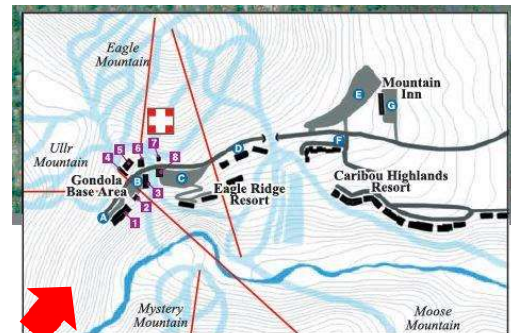 Eagle
Mountain
Mountain
Inn
E
G
Ullr
Mountain
4
5
6
7
8
D
F
Gondola
Base Area
B
3
C
Eagle Ridge
Resort
Caribou Highlands
Resort
A
2
1
Mystery
Mountain
Moose
Mountain